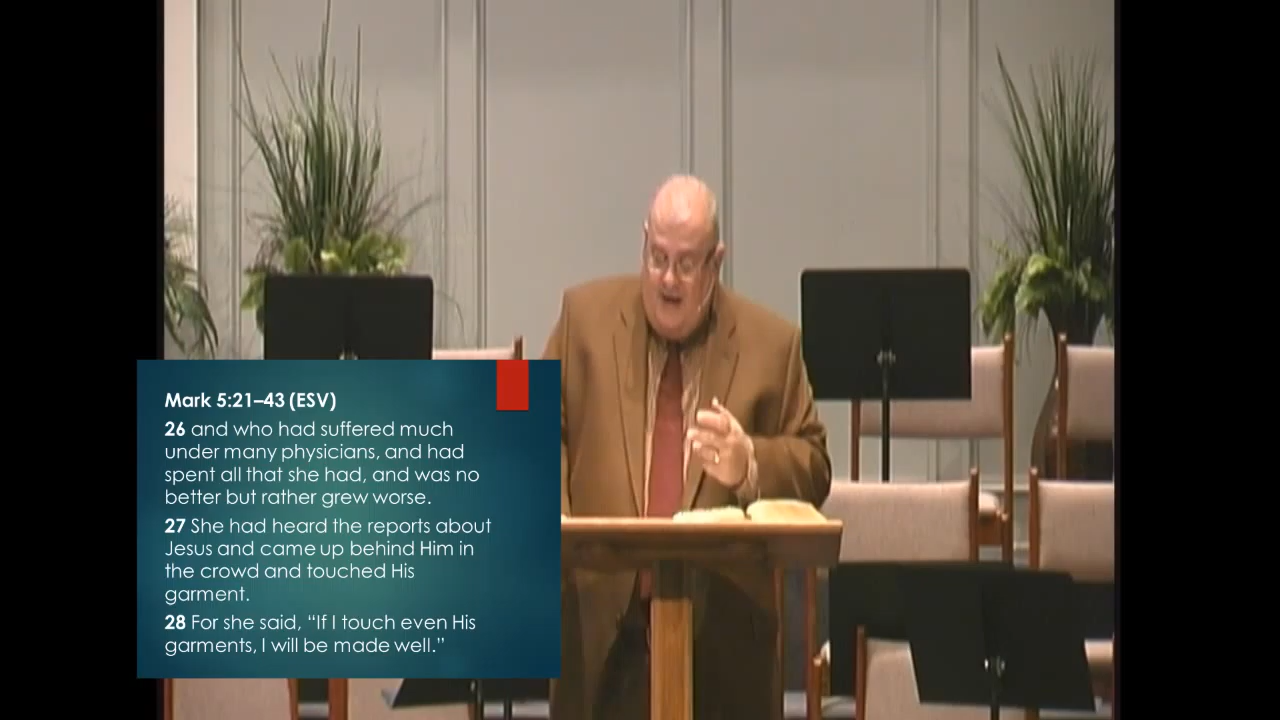 Mark 5:21–43 (ESV)
26 and who had suffered much
under many physicians, and had
spent all that she had, and was no
better but rather grew worse.
27 She had heard the reports about
Jesus and came up behind Him in
the crowd and touched His
garment.
28 For she said, “If I touch even His
garments, I will be made well.”